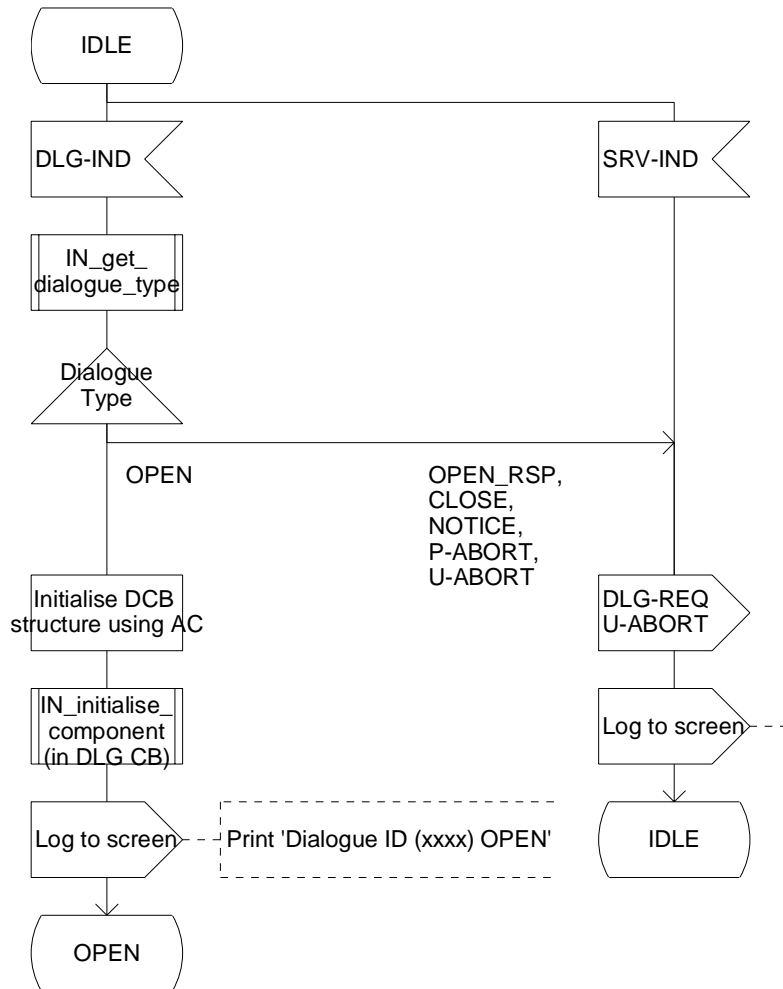 IDLE
DLG-IND
SRV-IND
IN_get_
dialogue_type
Dialogue
Type
OPEN
OPEN_RSP,
CLOSE,
NOTICE,
P-ABORT,
U-ABORT
Initialise DCB
structure using AC
DLG-REQ
U-ABORT
IN_initialise_
component
(in DLG CB)
Log to screen
Log to screen
Print 'Dialogue ID (xxxx) OPEN'
IDLE
OPEN